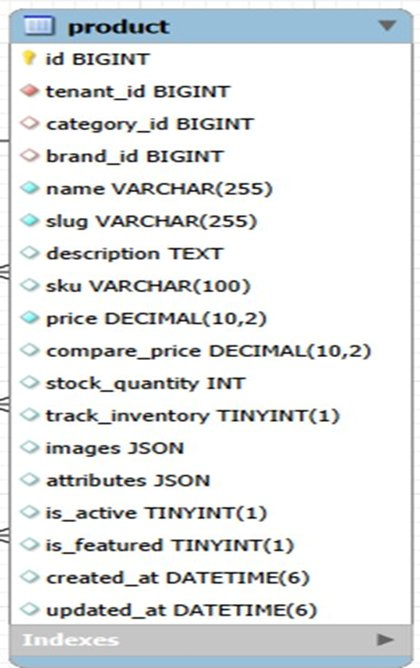 product
id BIGINT
tenant_id BIGINT
category_id BIGINT
brand_id BIGINT
name VARCHAR(255)
slug VARCHAR(255)
description TEXT
sku VARCHAR(100)
price DECIMAL(10,2)
compare_price DECIMAL(10,2)
stock_quantity INT
track_inventory TINYINT(1)
images JSON
attributes JSON
is_active TINYINT(1)
is_featured TINYINT(1)
created_at DATETIME(6)
updated_at DATETIME(6)
Indexes